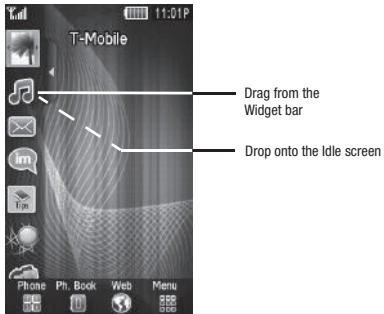 11:01P
T-Mobile
Drag from the
Widget bar
Drop onto the Idle screen
im
Tips
Phone Ph. Book Web Menu